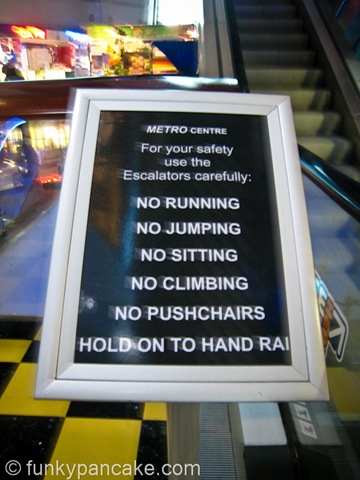 METRO CENTRE
For your safety
use the
Escalators carefully:
NO RUNNING
NO JUMPING
NO SITTING
NO CLIMBING
NO PUSHCHAIRS
HOLD ON TO HAND RAI
© funkypancake.com